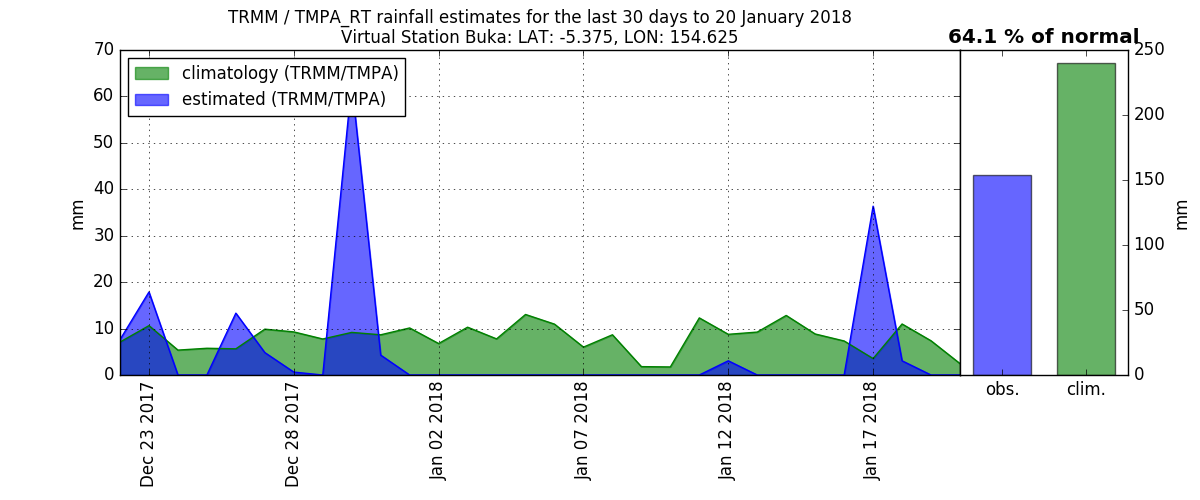 TRMM / TMPA_RT rainfall estimates for the last 30 days to 20 January 2018
Virtual Station Buka: LAT: -5.375, LON: 154.625
64.1 % of normal
climatology (TRMM/TMPA)
estimated (TRMM/TMPA)
70
60
50
40
30
20
10
0
mm
Dec 23 2017
Dec 28 2017
Jan 02 2018
Jan 07 2018
Jan 12 2018
Jan 17 2018
obs.
clim.
250
200
150
100
50
0
mm